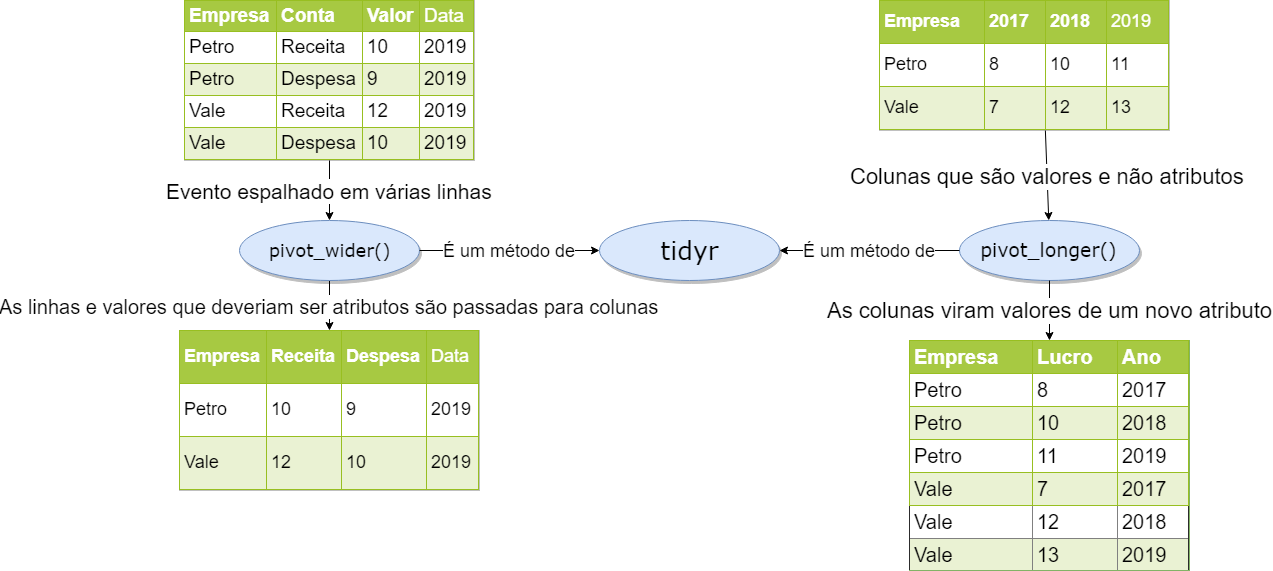 Empresa Conta Valor Data
Petro Receita 10 2019
Petro Despesa 9 2019
Vale Receita 12 2019
Vale Despesa 10 2019
Evento espalhado em várias linhas
pivot_wider()
As linhas e valores que deveriam ser atributos são passadas para colunas
Empresa Receita Despesa Data
Petro 10 9 2019
Vale 12 10 2019
É um método de
tidyr
É um método de
Empresa 2017 2018 2019
Petro 8 10 11
Vale 7 12 13
Colunas que são valores e não atributos
pivot_longer()
As colunas viram valores de um novo atributo
Empresa Lucro Ano
Petro 8 2017
Petro 10 2018
Petro 11 2019
Vale 7 2017
Vale 12 2018
Vale 13 2019